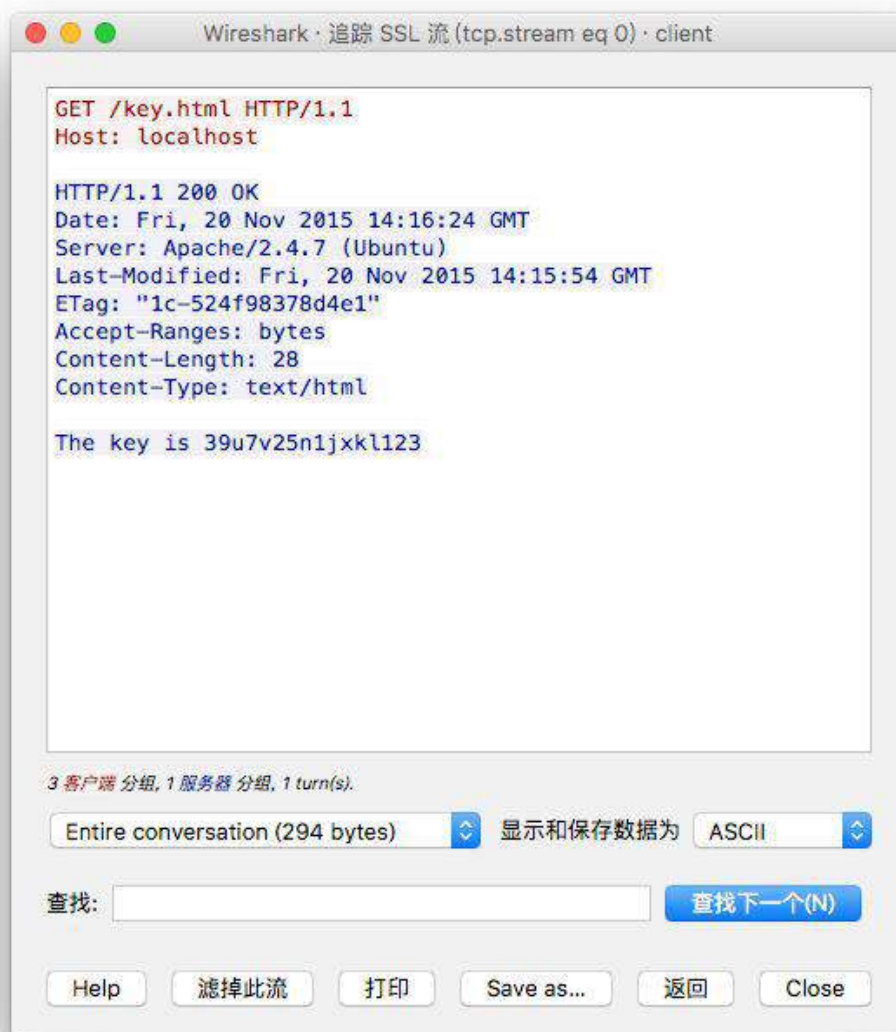 Wireshark · 追踪 SSL 流 (tcp.stream eq 0) · client
GET /key.html HTTP/1.1
Host: localhost
HTTP/1.1 200 OK
Date: Fri, 20 Nov 2015 14:16:24 GMT
Server: Apache/2.4.7 (Ubuntu)
Last-Modified: Fri, 20 Nov 2015 14:15:54 GMT
ETag: "1c-524f98378d4e1"
Accept-Ranges: bytes
Content-Length: 28
Content-Type: text/html
The key is 39u7v25n1jxkl123
3 客户端 分组, 1 服务器 分组, 1 turn(s).
Entire conversation (294 bytes) 显示和保存数据为 ASCII
查找: 查找下一个(N)
Help 滤掉此流 打印 Save as... 返回 Close